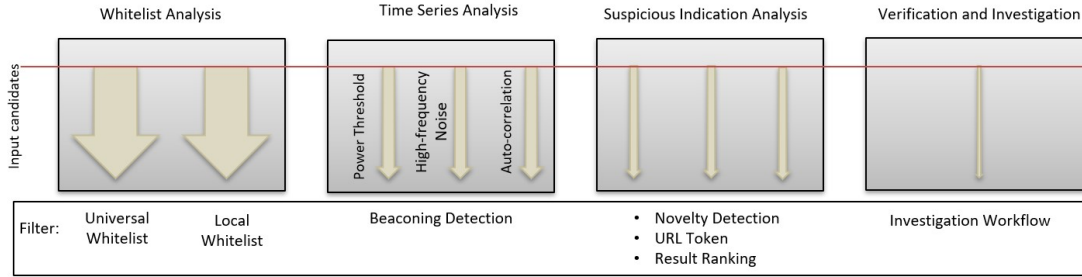 Whitelist Analysis
Time Series Analysis
Suspicious Indication Analysis
Verification and Investigation
Input candidates
Power Threshold
High-frequency
Noise
Auto-correlation
Filter:
Universal
Whitelist
Local
Whitelist
Beaconing Detection
• Novelty Detection
• URL Token
• Result Ranking
Investigation Workflow